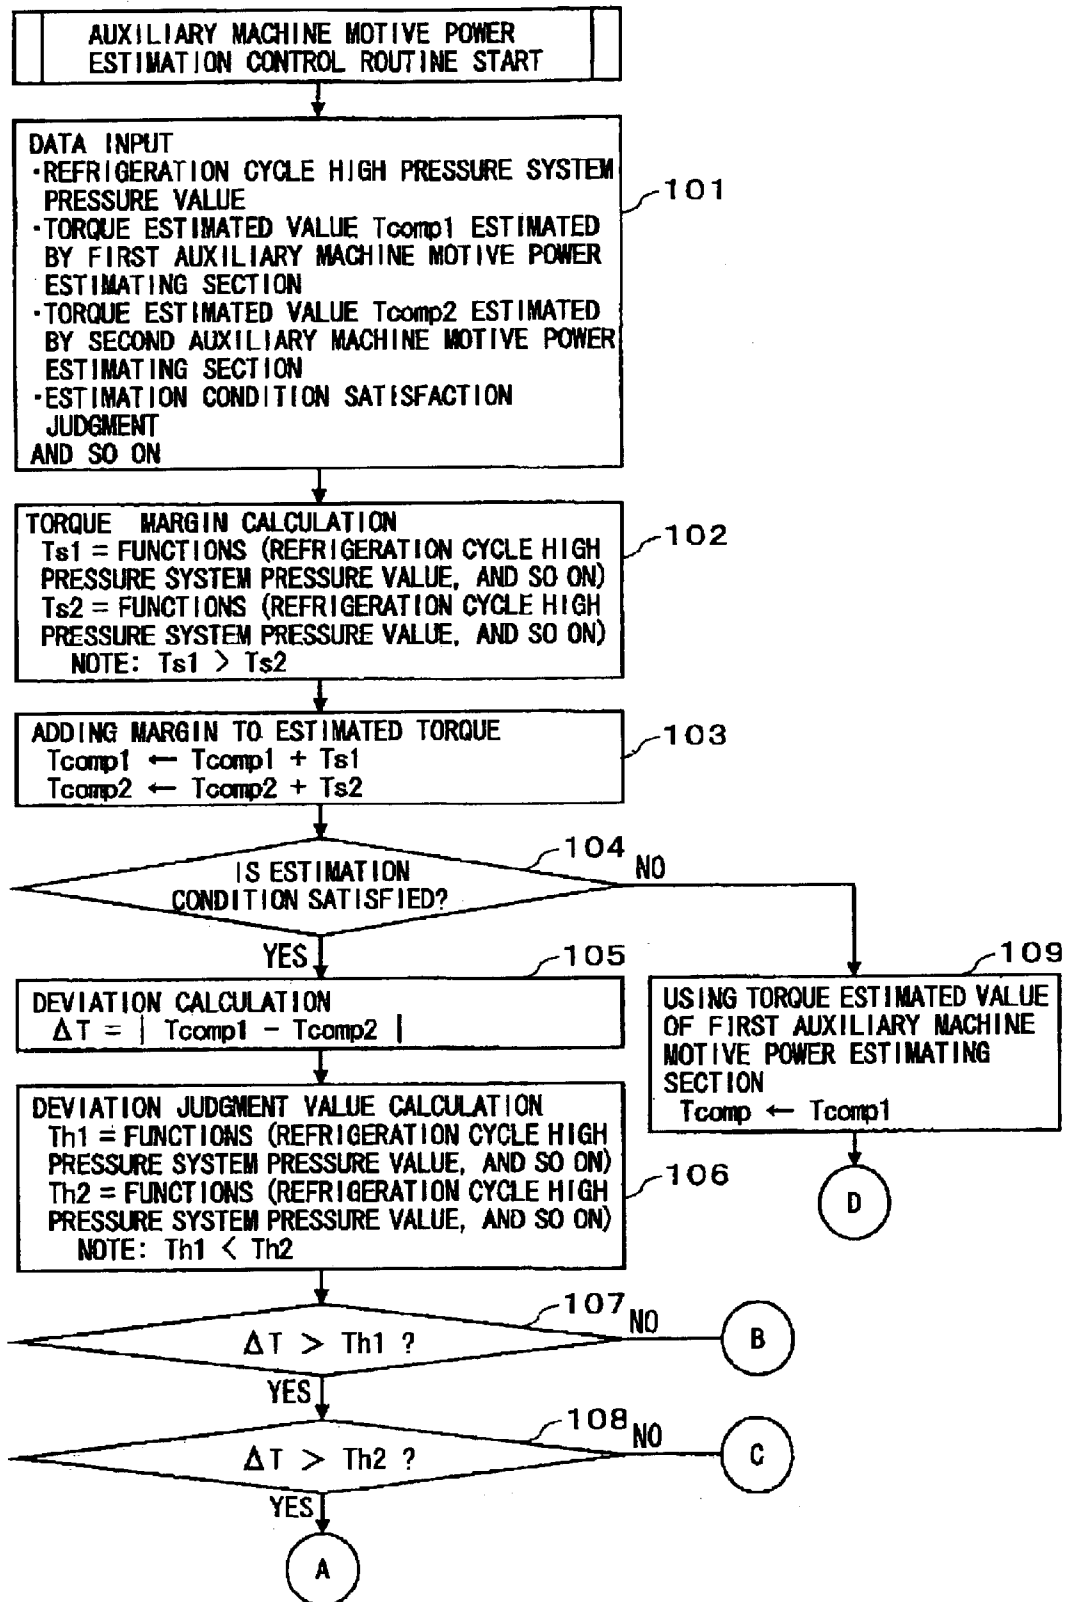 AUXILIARY MACHINE MOTIVE POWER
ESTIMATION CONTROL ROUTINE START
DATA INPUT
·REFRIGERATION CYCLE HIGH PRESSURE SYSTEM
PRESSURE VALUE
·TORQUE ESTIMATED VALUE Tcomp1 ESTIMATED
BY FIRST AUXILIARY MACHINE MOTIVE POWER
ESTIMATING SECTION
·TORQUE ESTIMATED VALUE Tcomp2 ESTIMATED
BY SECOND AUXILIARY MACHINE MOTIVE POWER
ESTIMATING SECTION
·ESTIMATION CONDITION SATISFACTION
JUDGMENT
AND SO ON
101
TORQUE MARGIN CALCULATION
Ts1 = FUNCTIONS (REFRIGERATION CYCLE HIGH
PRESSURE SYSTEM PRESSURE VALUE, AND SO ON)
Ts2 = FUNCTIONS (REFRIGERATION CYCLE HIGH
PRESSURE SYSTEM PRESSURE VALUE, AND SO ON)
NOTE: Ts1 > Ts2
102
ADDING MARGIN TO ESTIMATED TORQUE
Tcomp1 ← Tcomp1 + Ts1
Tcomp2 ← Tcomp2 + Ts2
103
IS ESTIMATION
CONDITION SATISFIED?
104
NO
YES
105
DEVIATION CALCULATION
ΔT = | Tcomp1 - Tcomp2 |
109
USING TORQUE ESTIMATED VALUE
OF FIRST AUXILIARY MACHINE
MOTIVE POWER ESTIMATING
SECTION
Tcomp ← Tcomp1
D
DEVIATION JUDGMENT VALUE CALCULATION
Th1 = FUNCTIONS (REFRIGERATION CYCLE HIGH
PRESSURE SYSTEM PRESSURE VALUE, AND SO ON)
Th2 = FUNCTIONS (REFRIGERATION CYCLE HIGH
PRESSURE SYSTEM PRESSURE VALUE, AND SO ON)
NOTE: Th1 < Th2
106
ΔT > Th1 ?
107
NO
B
YES
ΔT > Th2 ?
108
NO
C
YES
A